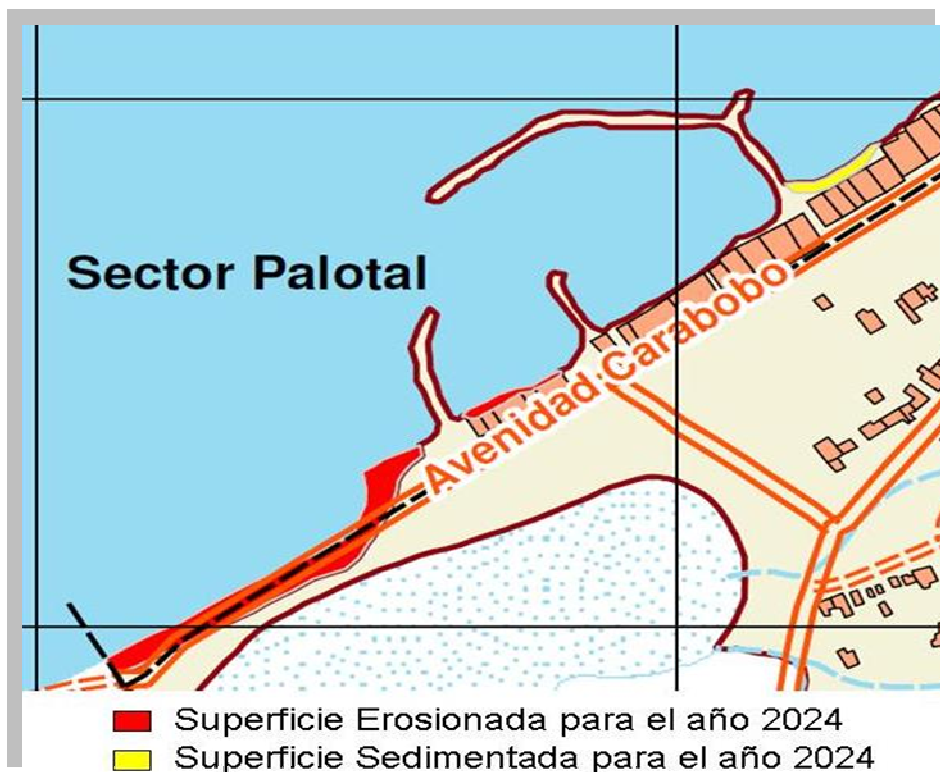 Sector Palotal
Avenidad Carabobo
Superficie Erosionada para el año 2024
Superficie Sedimentada para el año 2024